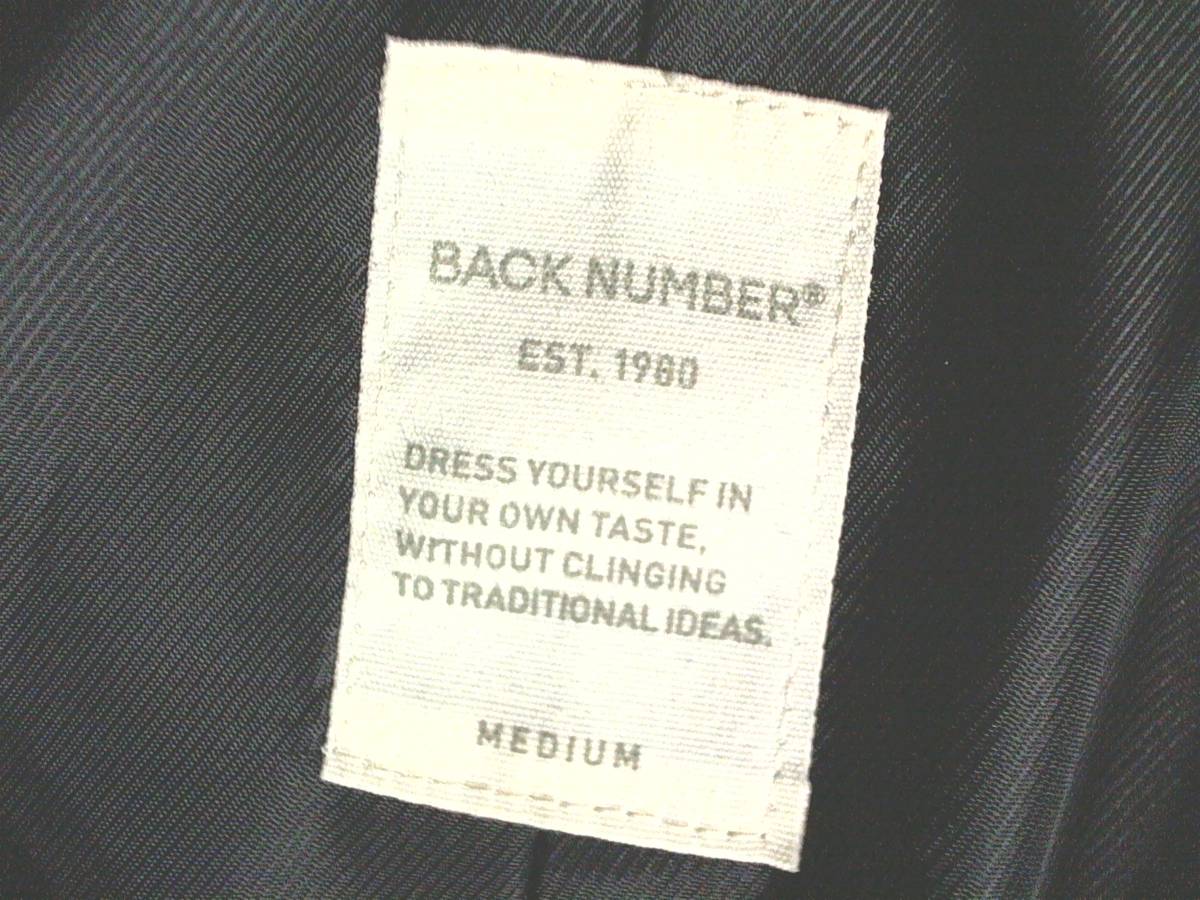 BACK NUMBER®
EST. 1980
DRESS YOURSELF IN
YOUR OWN TASTE,
WITHOUT CLINGING
TO TRADITIONAL IDEAS.
MEDIUM